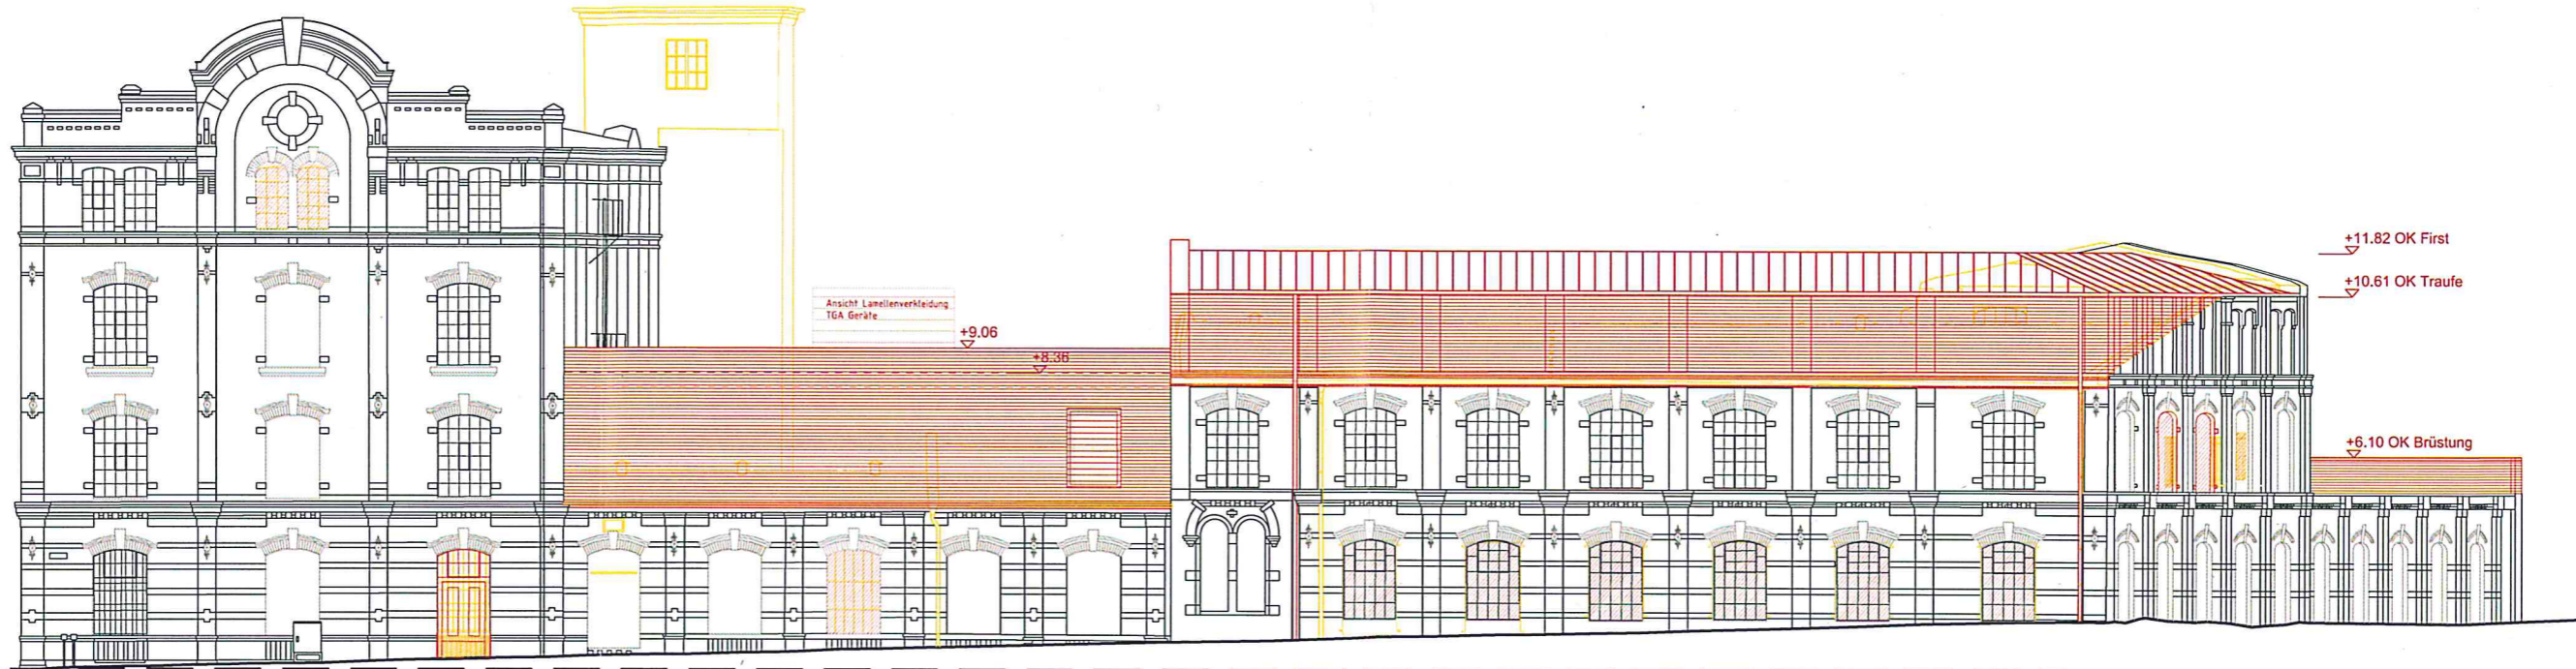 +11.82 OK First
+10.61 OK Traufe
Ansicht Lamellenverkleidung
TGA Geräte
+9.06
+8.36
+6.10 OK Brüstung